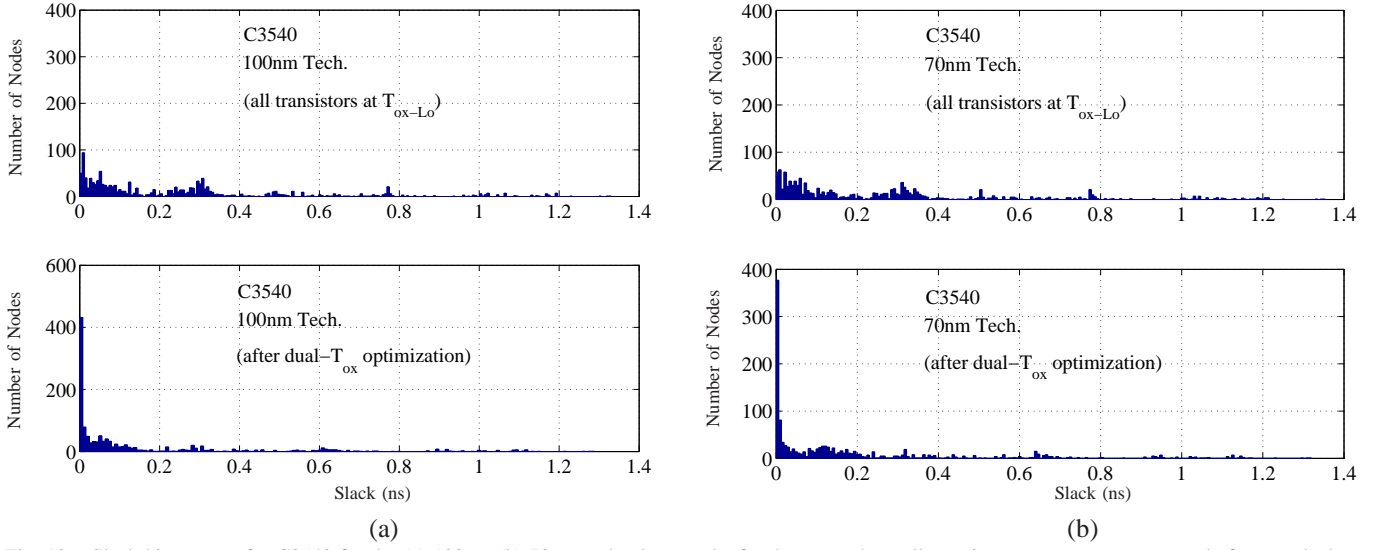 400
300
200
100
0
Number of Nodes
C3540
100nm Tech.
(all transistors at Tox−Lo)
0 0.2 0.4 0.6 0.8 1 1.2 1.4
600
400
200
0
Number of Nodes
C3540
100nm Tech.
(after dual−Tox optimization)
0 0.2 0.4 0.6 0.8 1 1.2 1.4
Slack (ns)
(a)
400
300
200
100
0
Number of Nodes
C3540
70nm Tech.
(all transistors at Tox−Lo)
0 0.2 0.4 0.6 0.8 1 1.2 1.4
400
300
200
100
0
Number of Nodes
C3540
70nm Tech.
(after dual−Tox optimization)
0 0.2 0.4 0.6 0.8 1 1.2 1.4
Slack (ns)
(b)